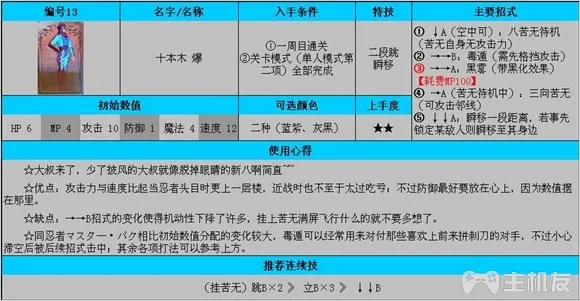 编号13 名字/名称 入手条件 特技 主要招式
十本木 爆
①一周目通关
②关卡模式（单人模式第二项）全部完成
二段跳
瞬移
① ↓A（空中可）：八苦无待机（苦无自身无攻击力）
② →→B：毒遁（需先格挡攻击）
③ →→A：黑雾（带黑化效果）
【耗费MP100】
④ →A（苦无待机中）：三向苦无（可攻击邻线）
⑤ ↓↓A：瞬移一段距离，若事先锁定某敌人则瞬移至其身边
初始数值 可选颜色 上手度
HP 6 MP 4 攻击 10 防御 1 魔法 4 速度 12 二种（蓝紫、灰黑） ★★
使用心得
☆大叔来了，少了披风的大叔就像脱掉眼睛的新八啊简直~~
☆优点：攻击力与速度比起当忍者头目时更上一层楼，近战时也不至于太过吃亏；不过防御最好要放在心上，因为数值摆
在那里。
☆缺点：→→B招式的变化使得机动性下降了许多，挂上苦无满屏飞行什么的就不要多想了。
☆同忍者マスター・バク相比初始数值分配的变化较大，毒遁可以经常用来对付那些喜欢上前来拼刺刀的对手，不过小心
滞空后被后续招式击中；其余各项打法可以参考上方。
推荐连续技
（挂苦无）跳B×2 》 立B×3 》 ↓↓B
主机友